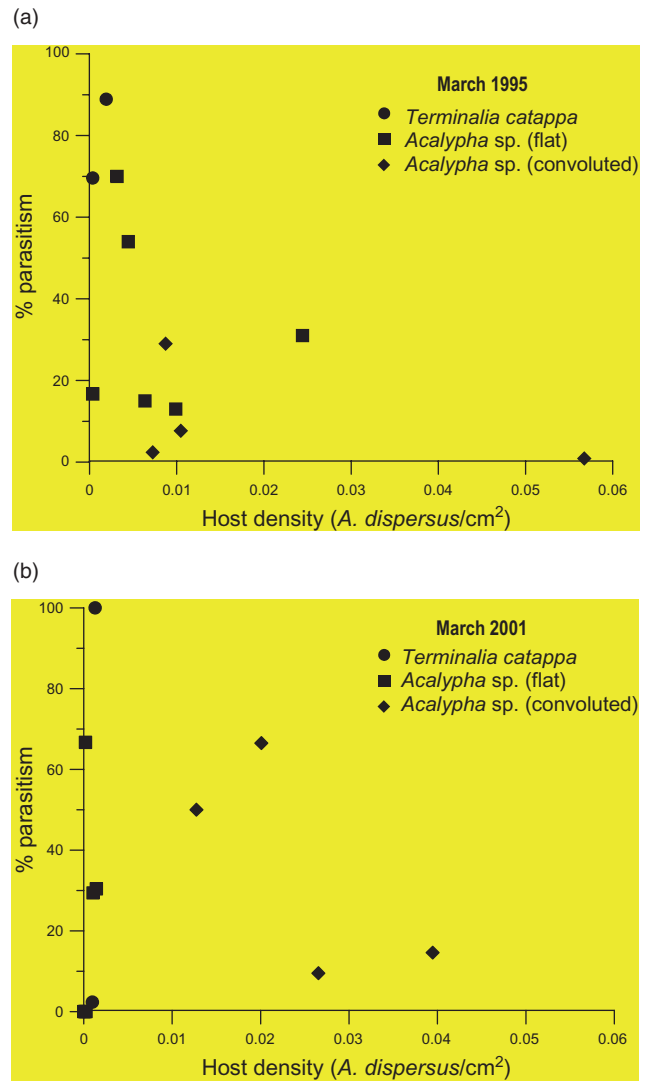 (a)
100
80
60
40
20
0
% parasitism
March 1995
Terminalia catappa
Acalypha sp. (flat)
Acalypha sp. (convoluted)
0 0.01 0.02 0.03 0.04 0.05 0.06
Host density (A. dispersus/cm²)
(b)
100
80
60
40
20
0
% parasitism
March 2001
Terminalia catappa
Acalypha sp. (flat)
Acalypha sp. (convoluted)
0 0.01 0.02 0.03 0.04 0.05 0.06
Host density (A. dispersus/cm²)